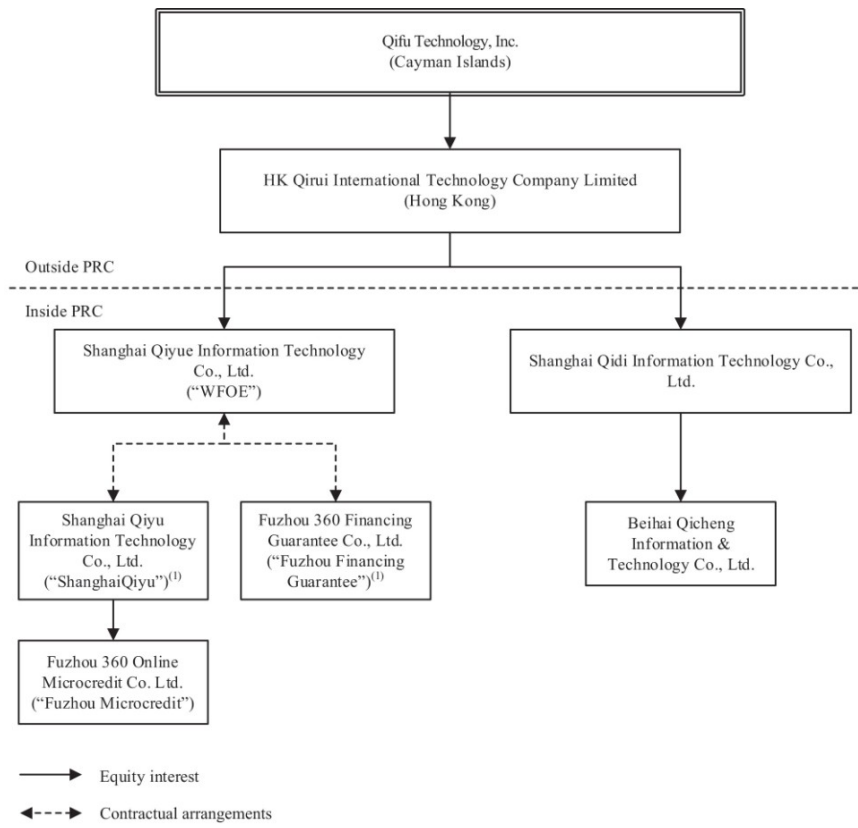 Qifu Technology, Inc.
(Cayman Islands)
HK Qirui International Technology Company Limited
(Hong Kong)
Outside PRC
Inside PRC
Shanghai Qiyue Information Technology
Co., Ltd.
(“WFOE”)
Shanghai Qidi Information Technology Co.,
Ltd.
Shanghai Qiyu
Information Technology
Co., Ltd.
(“ShanghaiQiyu”)(1)
Fuzhou 360 Financing
Guarantee Co., Ltd.
(“Fuzhou Financing
Guarantee”)(1)
Beihai Qicheng
Information &
Technology Co., Ltd.
Fuzhou 360 Online
Microcredit Co. Ltd.
(“Fuzhou Microcredit”)
Equity interest
Contractual arrangements